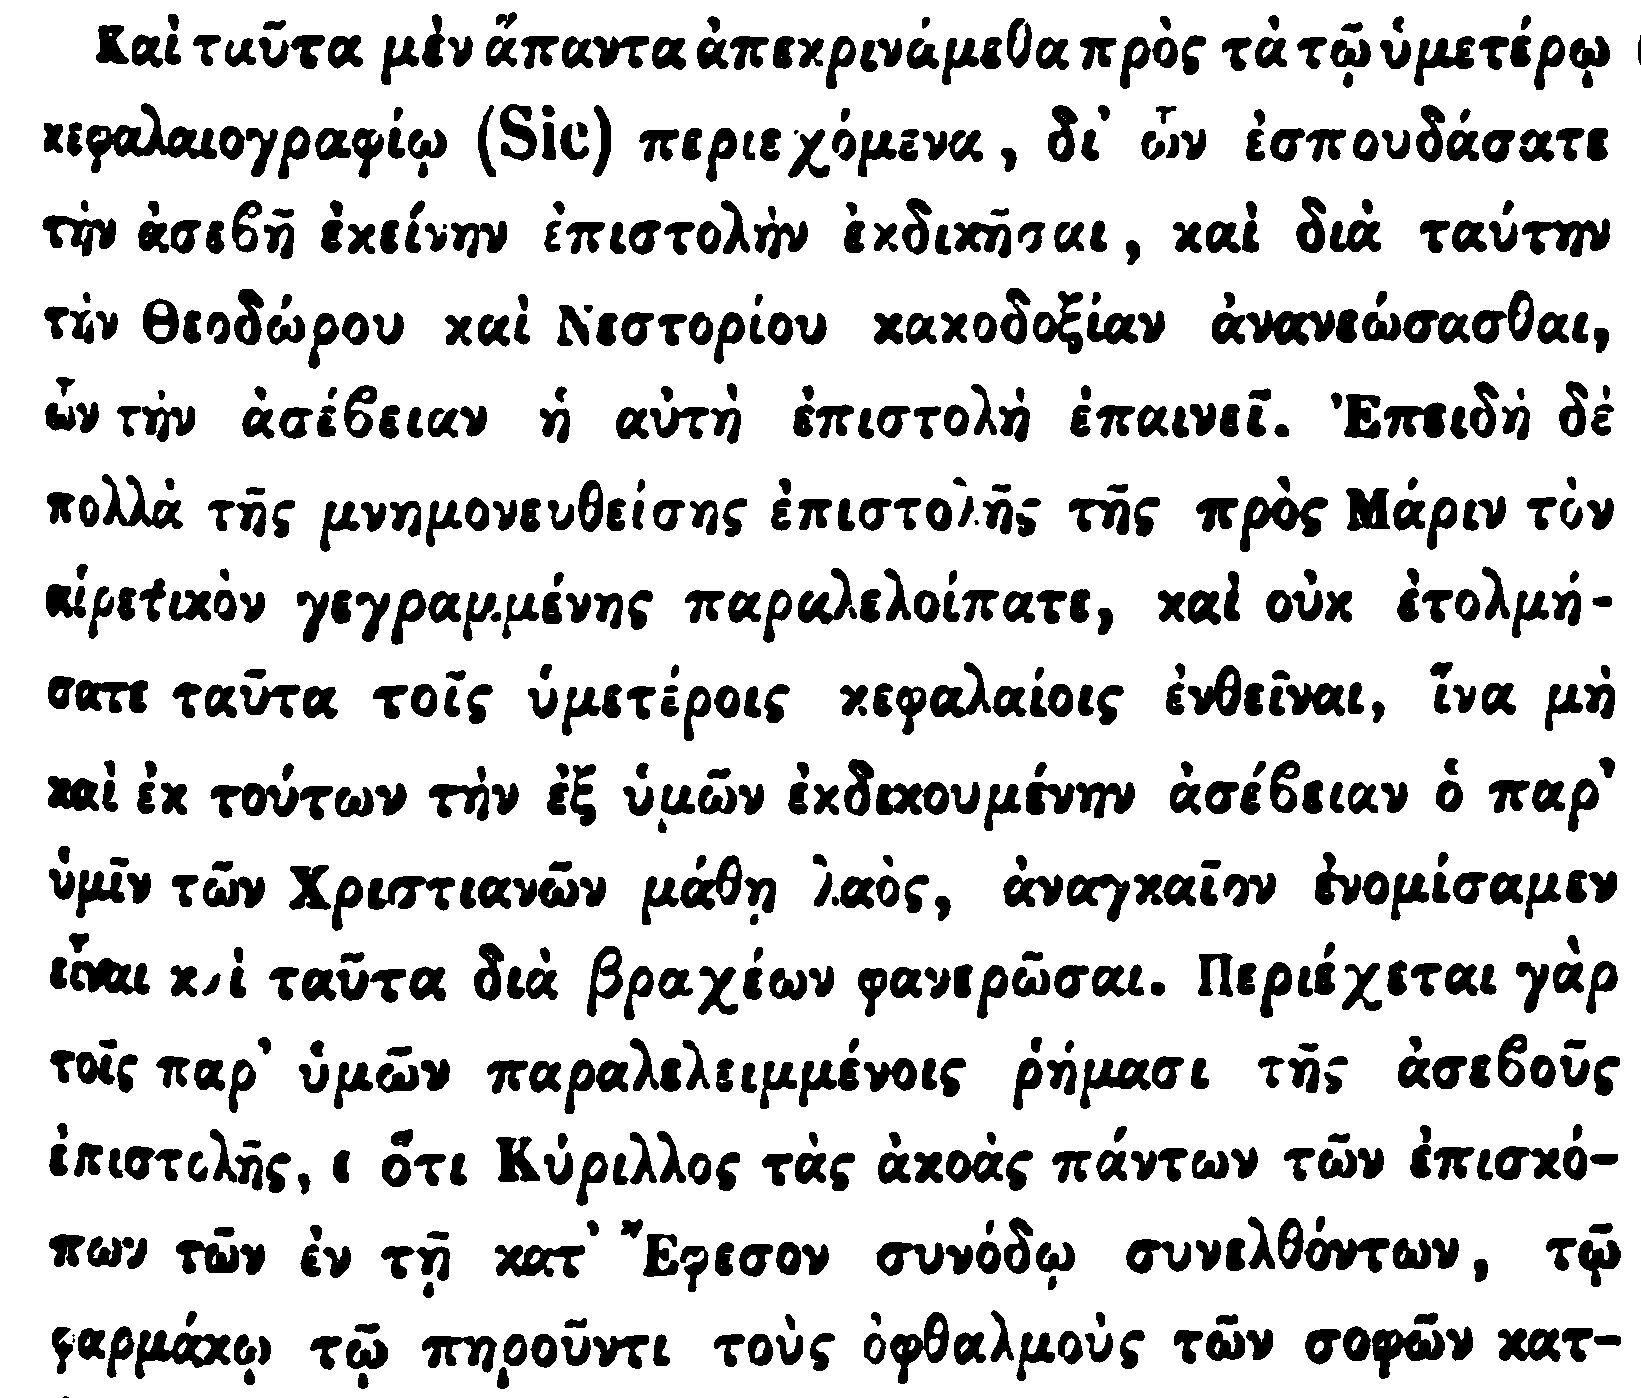 Καὶ ταῦτα μὲν ἅπαντα ἀπεκρινάμεθα πρὸς τὰ τῷ ὑμετέρῳ
κεφαλαιογραφίῳ (Sic) περιεχόμενα, δι' ὧν ἐσπουδάσατε
τὴν ἀσεβῆ ἐκείνην ἐπιστολὴν ἐκδικῆσαι, καὶ διὰ ταύτην
τὴν Θεοδώρου καὶ Νεστορίου κακοδοξίαν ἀνανεώσασθαι,
ὧν τὴν ἀσέβειαν ἡ αὐτὴ ἐπιστολὴ ἐπαινεῖ. Ἐπειδὴ δὲ
πολλὰ τῆς μνημονευθείσης ἐπιστολῆς τῆς πρὸς Μάριν τὸν
αἱρετικὸν γεγραμμένης παραλελοίπατε, καὶ οὐκ ἐτολμή-
σατε ταῦτα τοῖς ὑμετέροις κεφαλαίοις ἐνθεῖναι, ἵνα μὴ
καὶ ἐκ τούτων τὴν ἐξ ὑμῶν ἐκδικουμένην ἀσέβειαν ὁ παρ'
ὑμῖν τῶν Χριστιανῶν μάθῃ λαὸς, ἀναγκαῖον ἐνομίσαμεν
εἶναι καὶ ταῦτα διὰ βραχέων φανερῶσαι. Περιέχεται γὰρ
τοῖς παρ' ὑμῶν παραλελειμμένοις ῥήμασι τῆς ἀσεβοῦς
ἐπιστολῆς, « ὅτι Κύριλλος τὰς ἀκοὰς πάντων τῶν ἐπισκό-
πων τῶν ἐν τῇ κατ' Ἔφεσον συνόδῳ συνελθόντων, τῷ
φαρμάκῳ τῷ πηροῦντι τοὺς ὀφθαλμοὺς τῶν σοφῶν κατ-